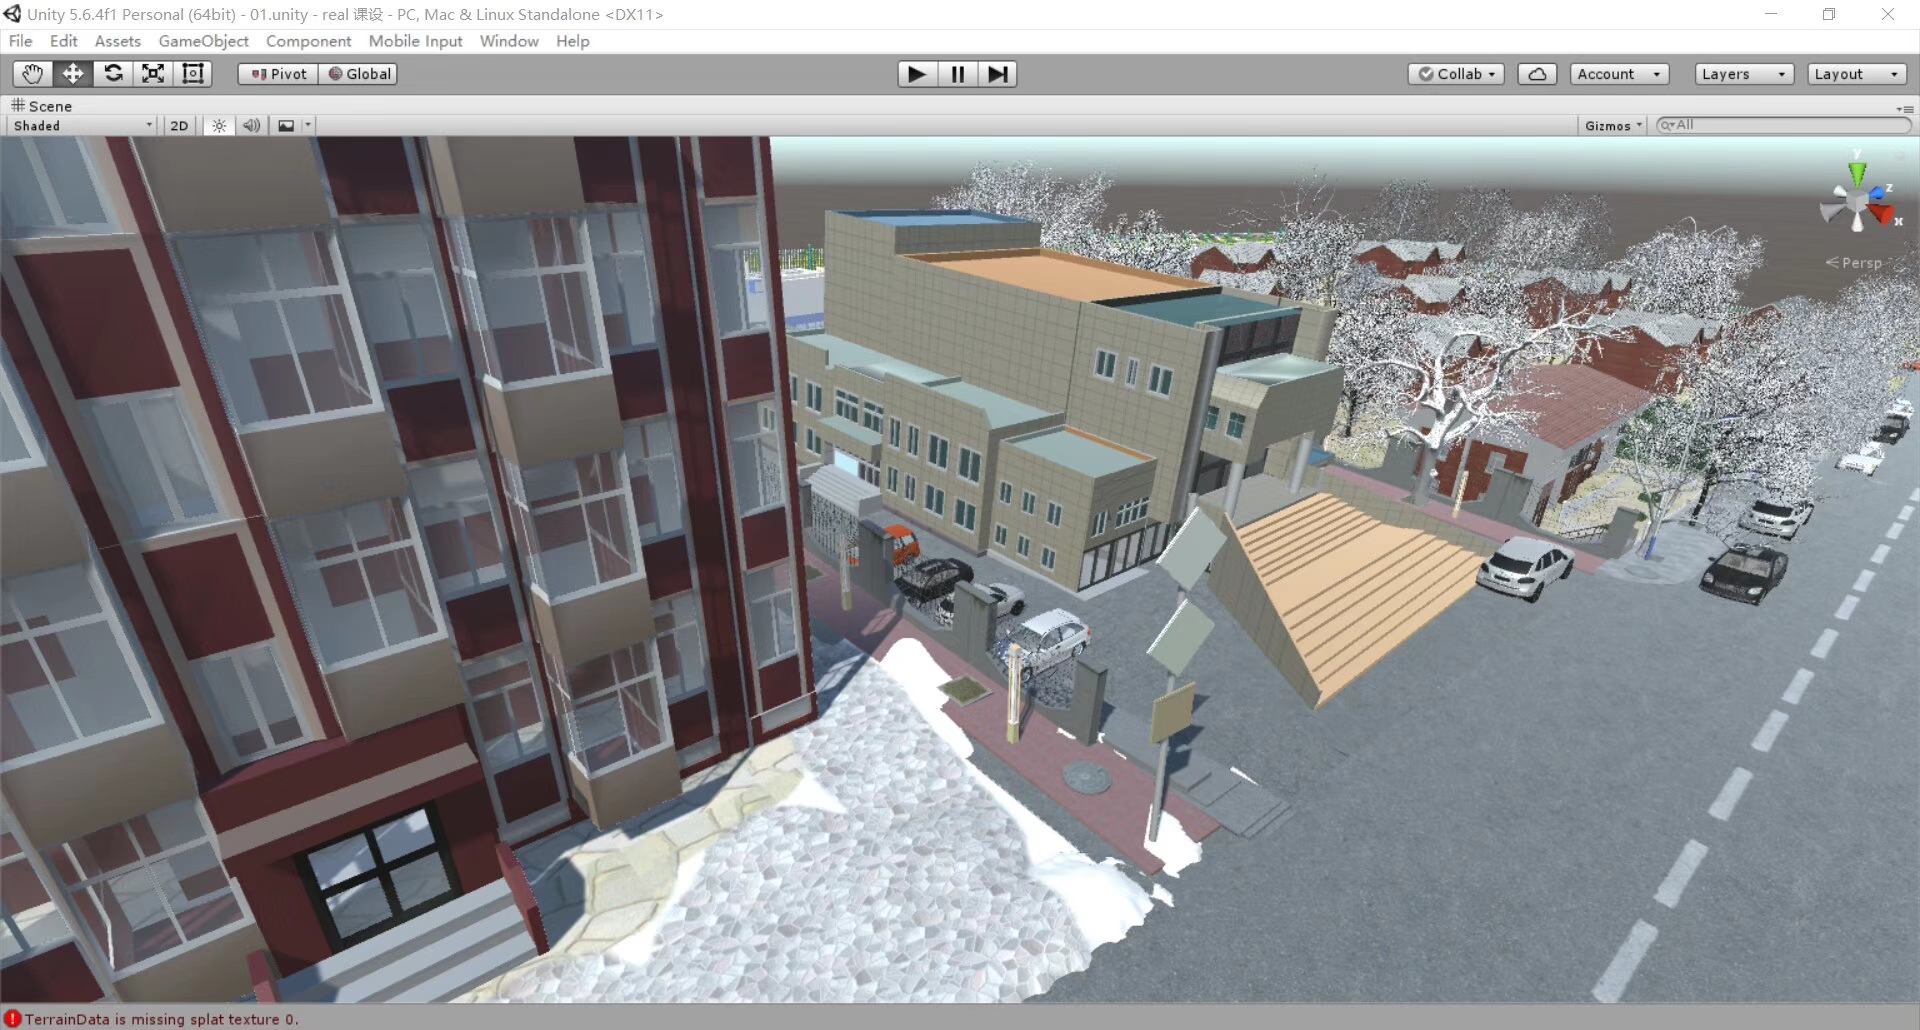 Unity 5.6.4f1 Personal (64bit) - 01.unity - real 课设 - PC, Mac & Linux Standalone <DX11>
File Edit Assets GameObject Component Mobile Input Window Help
Pivot Global Collab Account Layers Layout
Scene
Shaded 2D Gizmos All
y
z
x
Persp
TerrainData is missing splat texture 0.